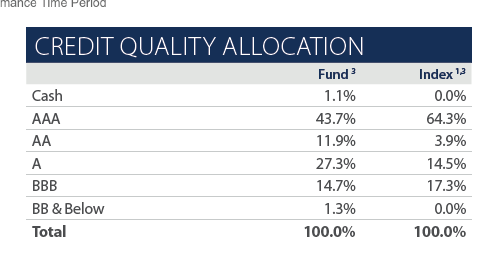 mance Time Period
CREDIT QUALITY ALLOCATION
Fund 3 Index 1,3
Cash 1.1% 0.0%
AAA 43.7% 64.3%
AA 11.9% 3.9%
A 27.3% 14.5%
BBB 14.7% 17.3%
BB & Below 1.3% 0.0%
Total 100.0% 100.0%